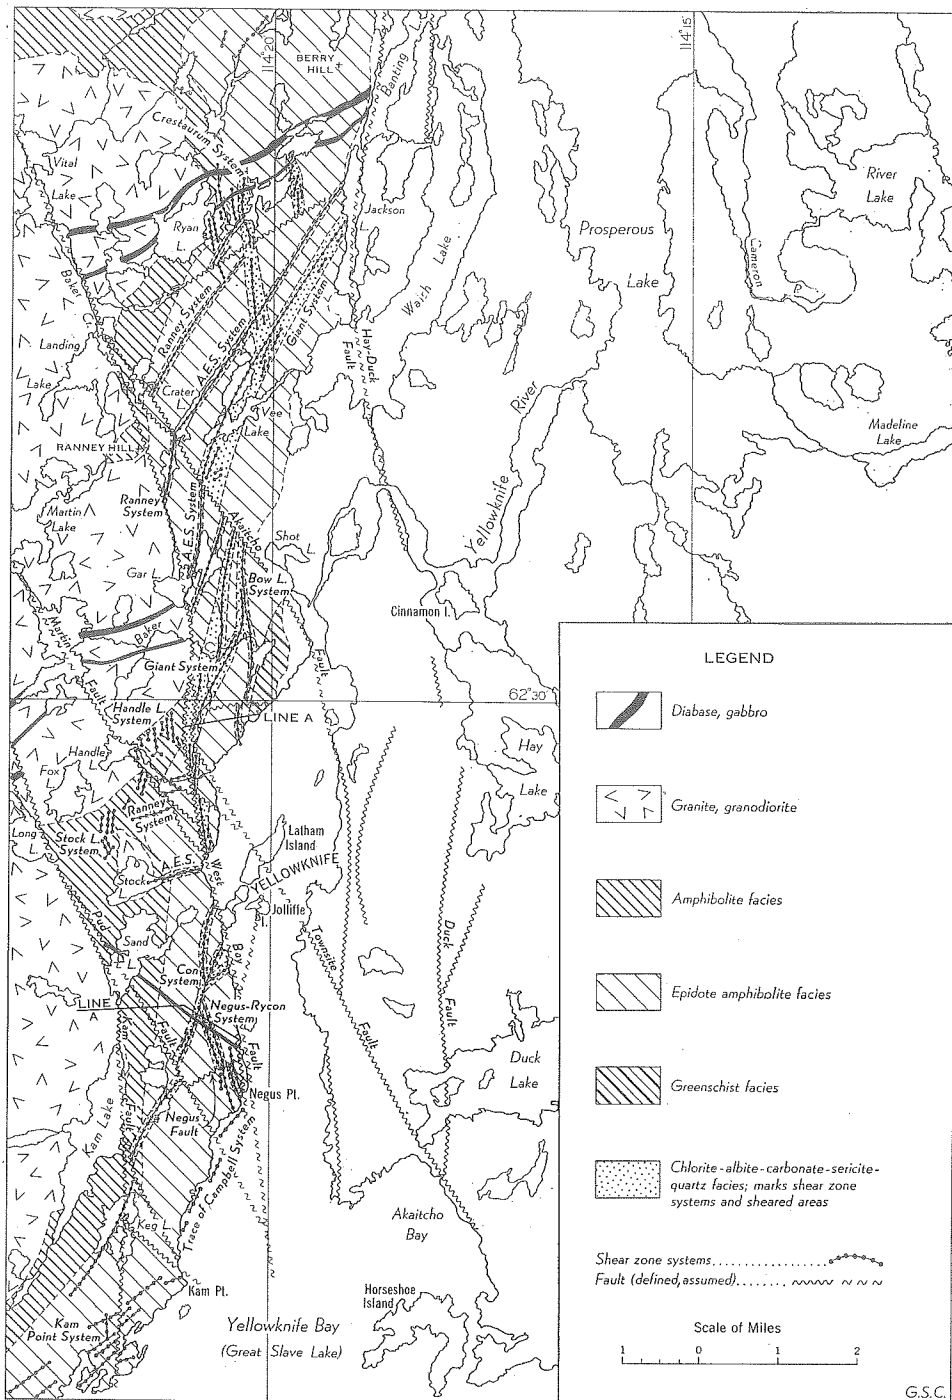 114°20'
114°15'
BERRY
HILL
Banting
Crestaurum System
Vital
Lake
Ryan
L.
Jackson
L.
River
Lake
Prosperous
Lake
Cameron
R.
Baker
Cr.
Walsh
Lake
Ranney System
A.E.S. System
Giant System
Landing
Lake
Hay-Duck
Fault
Crater
L.
Vee
Lake
River
Yellowknife
Madeline
Lake
RANNEY HILL
Ranney
System
A.E.S. System
Martin
Lake
Akaitcho
Shot
L.
Gar L.
Bow L.
System
Cinnamon I.
Baker
Martin
Fault
Fault
Giant System
62°30'
Handle L.
System
LINE A
Hay
Lake
Handle
L.
Fox
L.
Ranney
System
Long
L.
Stock L.
System
Latham
Island
A.E.S.
Stock
West
YELLOWKNIFE
Jolliffe
I.
Pud
Sand
L.
Bay
Townsite
Duck
Con
System
LINE
A
Negus-Rycon
System
Kam
Fault
Fault
Fault
Fault
Duck
Lake
Negus Pt.
Kam Lake
Fault
Negus
Fault
Trace of Campbell System
Keg L.
Akaitcho
Bay
Kam Pt.
Horseshoe
Island
Kam
Point System
Yellowknife Bay
(Great Slave Lake)
LEGEND
Diabase, gabbro
Granite, granodiorite
Amphibolite facies
Epidote amphibolite facies
Greenschist facies
Chlorite-albite-carbonate-sericite-
quartz facies; marks shear zone
systems and sheared areas
Shear zone systems
Fault (defined, assumed)
Scale of Miles
1 0 1 2
G.S.C.